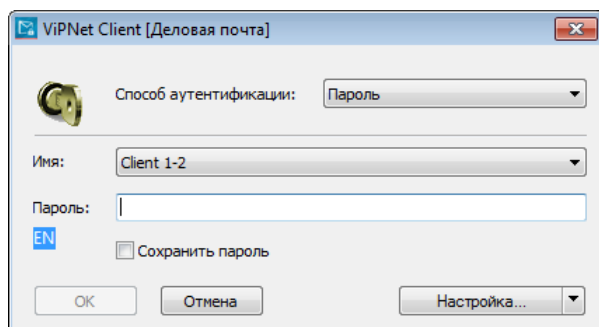 ViPNet Client [Деловая почта]
Способ аутентификации: Пароль
Имя: Client 1-2
Пароль:
EN
Сохранить пароль
OK Отмена Настройка...